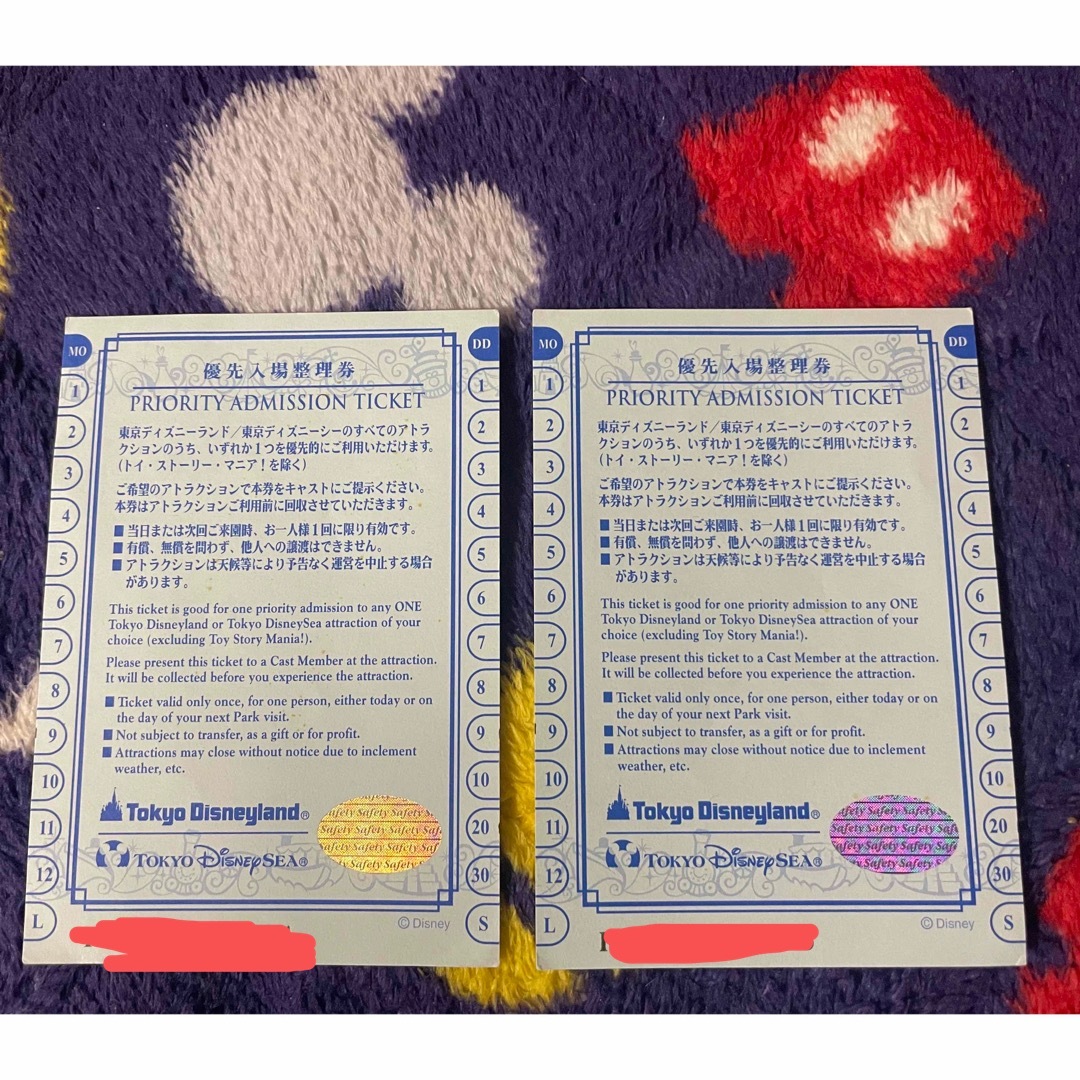 MO
DD
優先入場整理券
PRIORITY ADMISSION TICKET
東京ディズニーランド／東京ディズニーシーのすべてのアトラ
クションのうち、いずれか1つを優先的にご利用いただけます。
(トイ・ストーリー・マニア！を除く)
ご希望のアトラクションで本券をキャストにご提示ください。
本券はアトラクションご利用前に回収させていただきます。
■ 当日または次回ご来園時、お一人様1回に限り有効です。
■ 有償、無償を問わず、他人への譲渡はできません。
■ アトラクションは天候等により予告なく運営を中止する場合
があります。
This ticket is good for one priority admission to any ONE
Tokyo Disneyland or Tokyo DisneySea attraction of your
choice (excluding Toy Story Mania!).
Please present this ticket to a Cast Member at the attraction.
It will be collected before you experience the attraction.
■ Ticket valid only once, for one person, either today or on
the day of your next Park visit.
■ Not subject to transfer, as a gift or for profit.
■ Attractions may close without notice due to inclement
weather, etc.
Tokyo Disneyland®
TOKYO DISNEYSEA®
afety Safety Safety Saf
Safety Safety Safety Saf
afety Safety Safety Saf
Safety Safety
© Disney
1
2
3
4
5
6
7
8
9
10
11
12
L
1
2
3
4
5
6
7
8
9
10
20
30
S
MO
DD
優先入場整理券
PRIORITY ADMISSION TICKET
東京ディズニーランド／東京ディズニーシーのすべてのアトラ
クションのうち、いずれか1つを優先的にご利用いただけます。
(トイ・ストーリー・マニア！を除く)
ご希望のアトラクションで本券をキャストにご提示ください。
本券はアトラクションご利用前に回収させていただきます。
■ 当日または次回ご来園時、お一人様1回に限り有効です。
■ 有償、無償を問わず、他人への譲渡はできません。
■ アトラクションは天候等により予告なく運営を中止する場合
があります。
This ticket is good for one priority admission to any ONE
Tokyo Disneyland or Tokyo DisneySea attraction of your
choice (excluding Toy Story Mania!).
Please present this ticket to a Cast Member at the attraction.
It will be collected before you experience the attraction.
■ Ticket valid only once, for one person, either today or on
the day of your next Park visit.
■ Not subject to transfer, as a gift or for profit.
■ Attractions may close without notice due to inclement
weather, etc.
Tokyo Disneyland®
TOKYO DISNEYSEA®
afety Safety Safety
Safety Safety Safety Saf
afety Safety Safety Saf
Safety Safety
© Disney
1
2
3
4
5
6
7
8
9
10
11
12
L
1
2
3
4
5
6
7
8
9
10
20
30
S